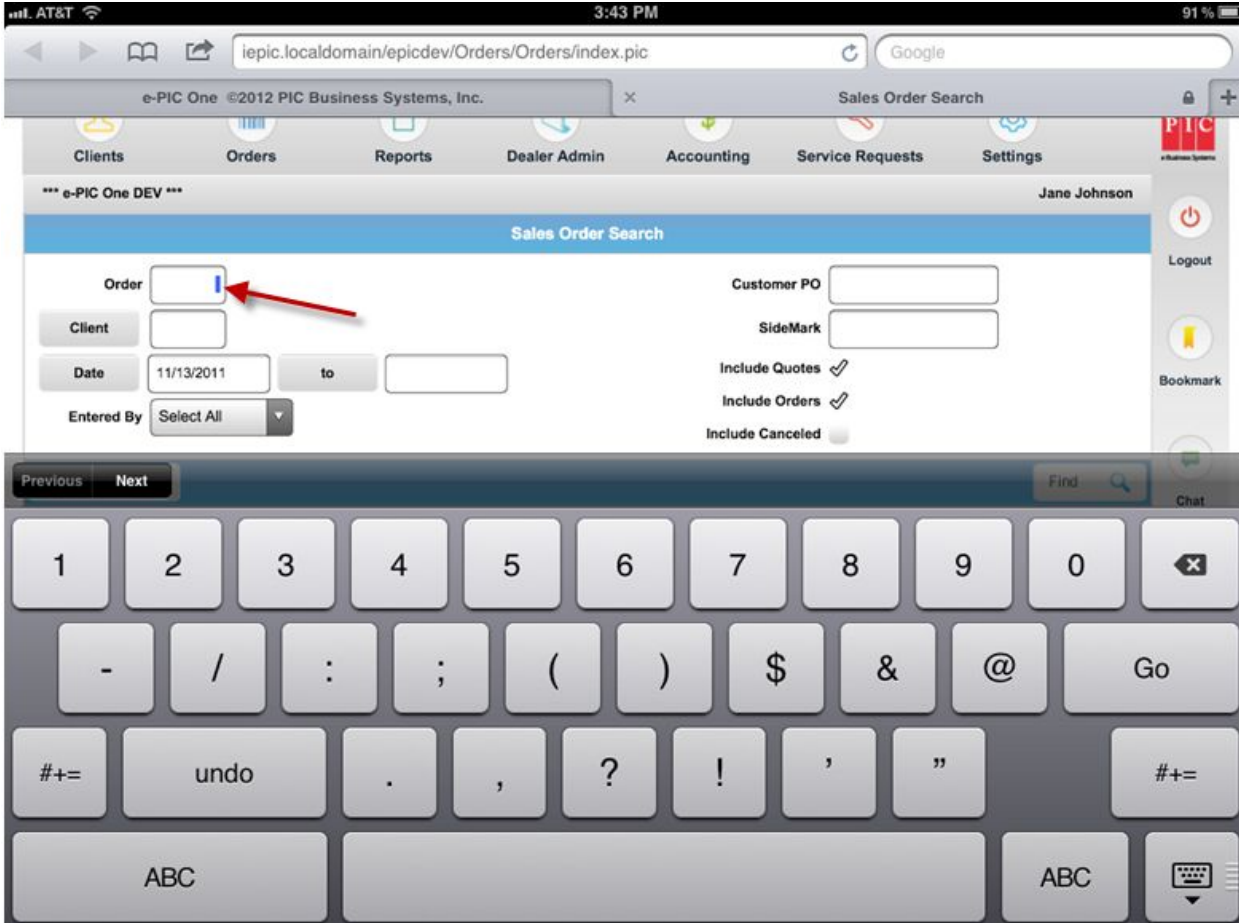 AT&T 3:43 PM 91 %
iepic.localdomain/epicdev/Orders/Orders/index.pic Google
e-PIC One ©2012 PIC Business Systems, Inc. × Sales Order Search +
Clients Orders Reports Dealer Admin Accounting Service Requests Settings PIC
e-Business Systems
*** e-PIC One DEV *** Jane Johnson
Sales Order Search
Logout
Order Customer PO
Client SideMark
Date 11/13/2011 to Include Quotes
Bookmark
Entered By Select All Include Orders
Include Canceled
Previous Next Find
Chat
1 2 3 4 5 6 7 8 9 0
- / : ; ( ) $ & @ Go
#+= undo . , ? ! ’ ” #+=
ABC ABC